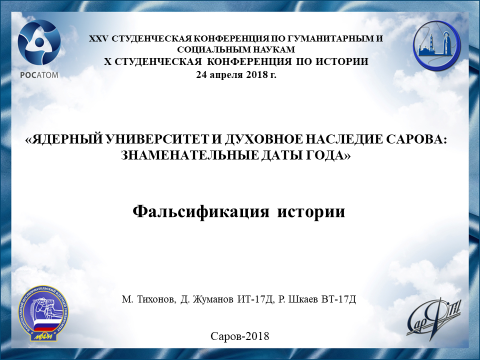 XXV СТУДЕНЧЕСКАЯ КОНФЕРЕНЦИЯ ПО ГУМАНИТАРНЫМ И
СОЦИАЛЬНЫМ НАУКАМ
X СТУДЕНЧЕСКАЯ КОНФЕРЕНЦИЯ ПО ИСТОРИИ
24 апреля 2018 г.
РОСАТОМ
«ЯДЕРНЫЙ УНИВЕРСИТЕТ И ДУХОВНОЕ НАСЛЕДИЕ САРОВА:
ЗНАМЕНАТЕЛЬНЫЕ ДАТЫ ГОДА»
Фальсификация истории
М. Тихонов, Д. Жуманов ИТ-17Д, Р. Шкаев ВТ-17Д
Саров-2018